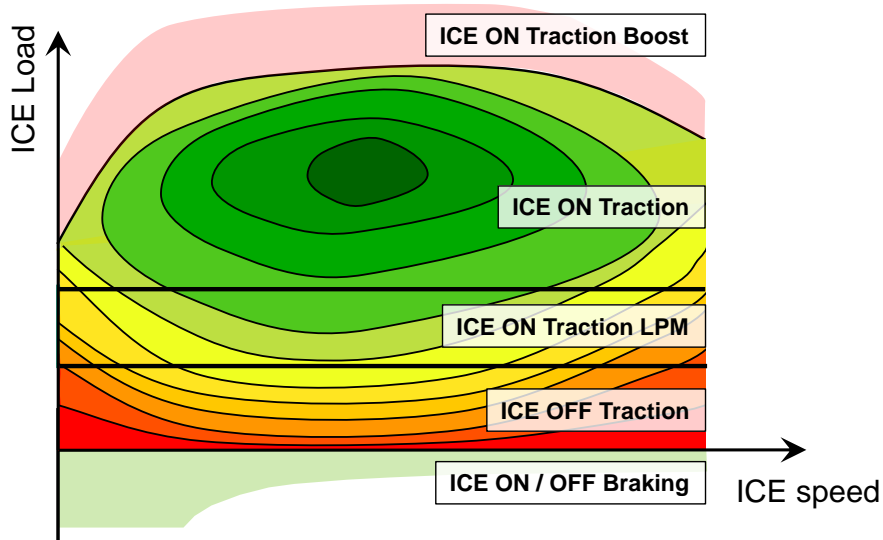 ICE ON Traction Boost
ICE Load
ICE ON Traction
ICE ON Traction LPM
ICE OFF Traction
ICE ON / OFF Braking
ICE speed